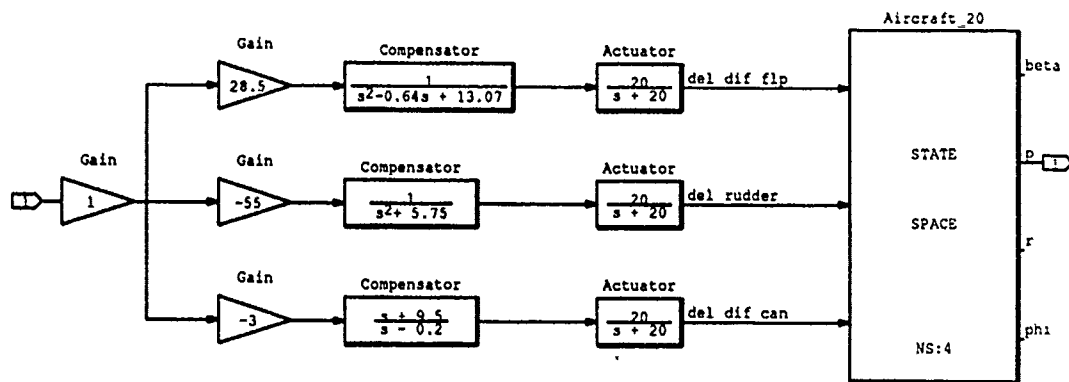 Aircraft_20
Gain Compensator Actuator
28.5
1
s²-0.64s + 13.07
20
s + 20
del dif flp
beta
Gain
1
1
Gain Compensator Actuator
-55
1
s²+ 5.75
20
s + 20
del rudder
STATE
SPACE
p
1
r
Gain Compensator Actuator
-3
s + 9.5
s - 0.2
20
s + 20
del dif can
NS:4
phi